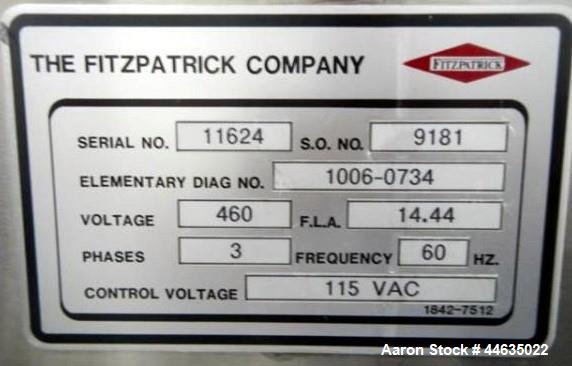 THE FITZPATRICK COMPANY FITZPATRICK
SERIAL NO. 11624 S.O. NO. 9181
ELEMENTARY DIAG NO. 1006-0734
VOLTAGE 460 F.L.A. 14.44
PHASES 3 FREQUENCY 60 HZ.
CONTROL VOLTAGE 115 VAC
1842-7512
Aaron Stock # 44635022